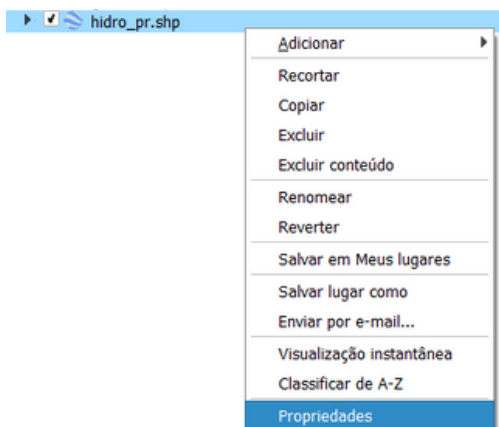 hidro_pr.shp
Adicionar
Recortar
Copiar
Excluir
Excluir conteúdo
Renomear
Reverter
Salvar em Meus lugares
Salvar lugar como
Enviar por e-mail...
Visualização instantânea
Classificar de A-Z
Propriedades